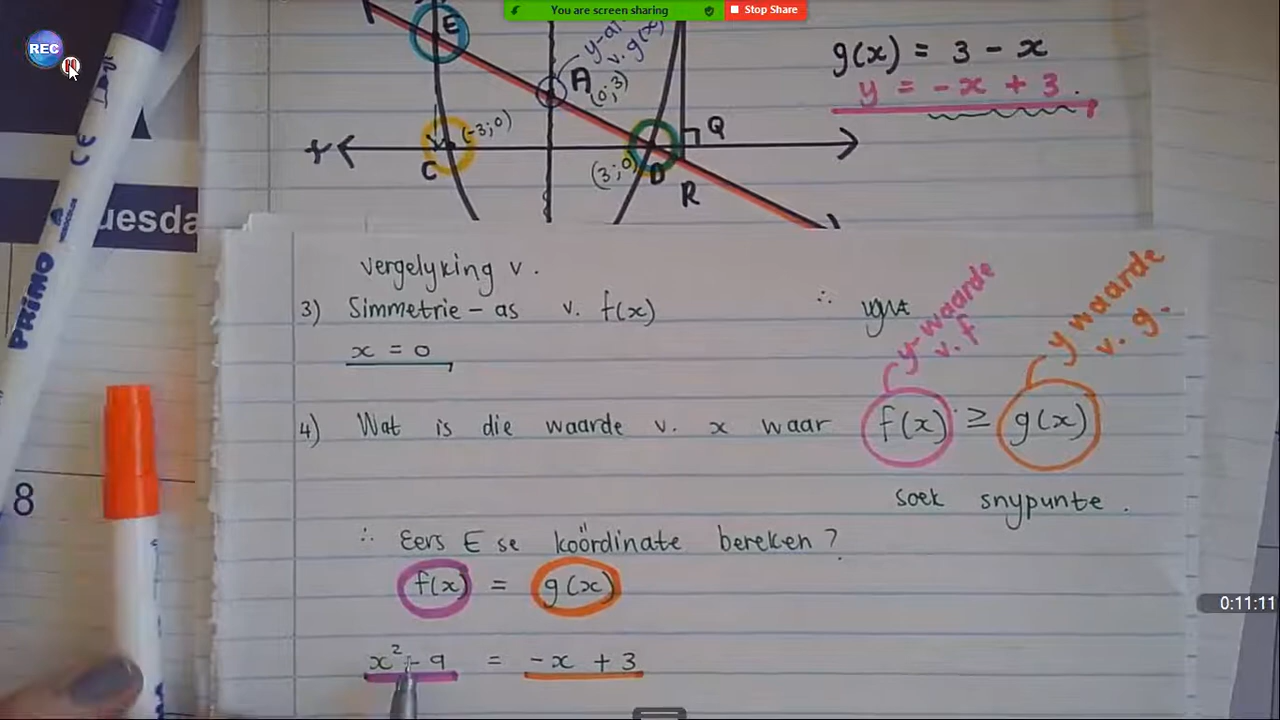 You are screen sharing
Stop Share
REC
E
v. g(x)
A
(0;3)
g(x) = 3 - x
y = -x + 3.
(-3;0)
C
(3;0)
D
Q
R
CE
PRIMO
uesda
8
vergelyking v.
3) Simmetrie - as v. f(x)
x = 0
∴
y-waarde
v. f
y waarde
v. g.
4) Wat is die waarde v. x waar f(x) ≥ g(x)
soek snypunte.
∴ Eers E se koördinate bereken?
f(x) = g(x)
x² - 9 = -x + 3
0:11:11